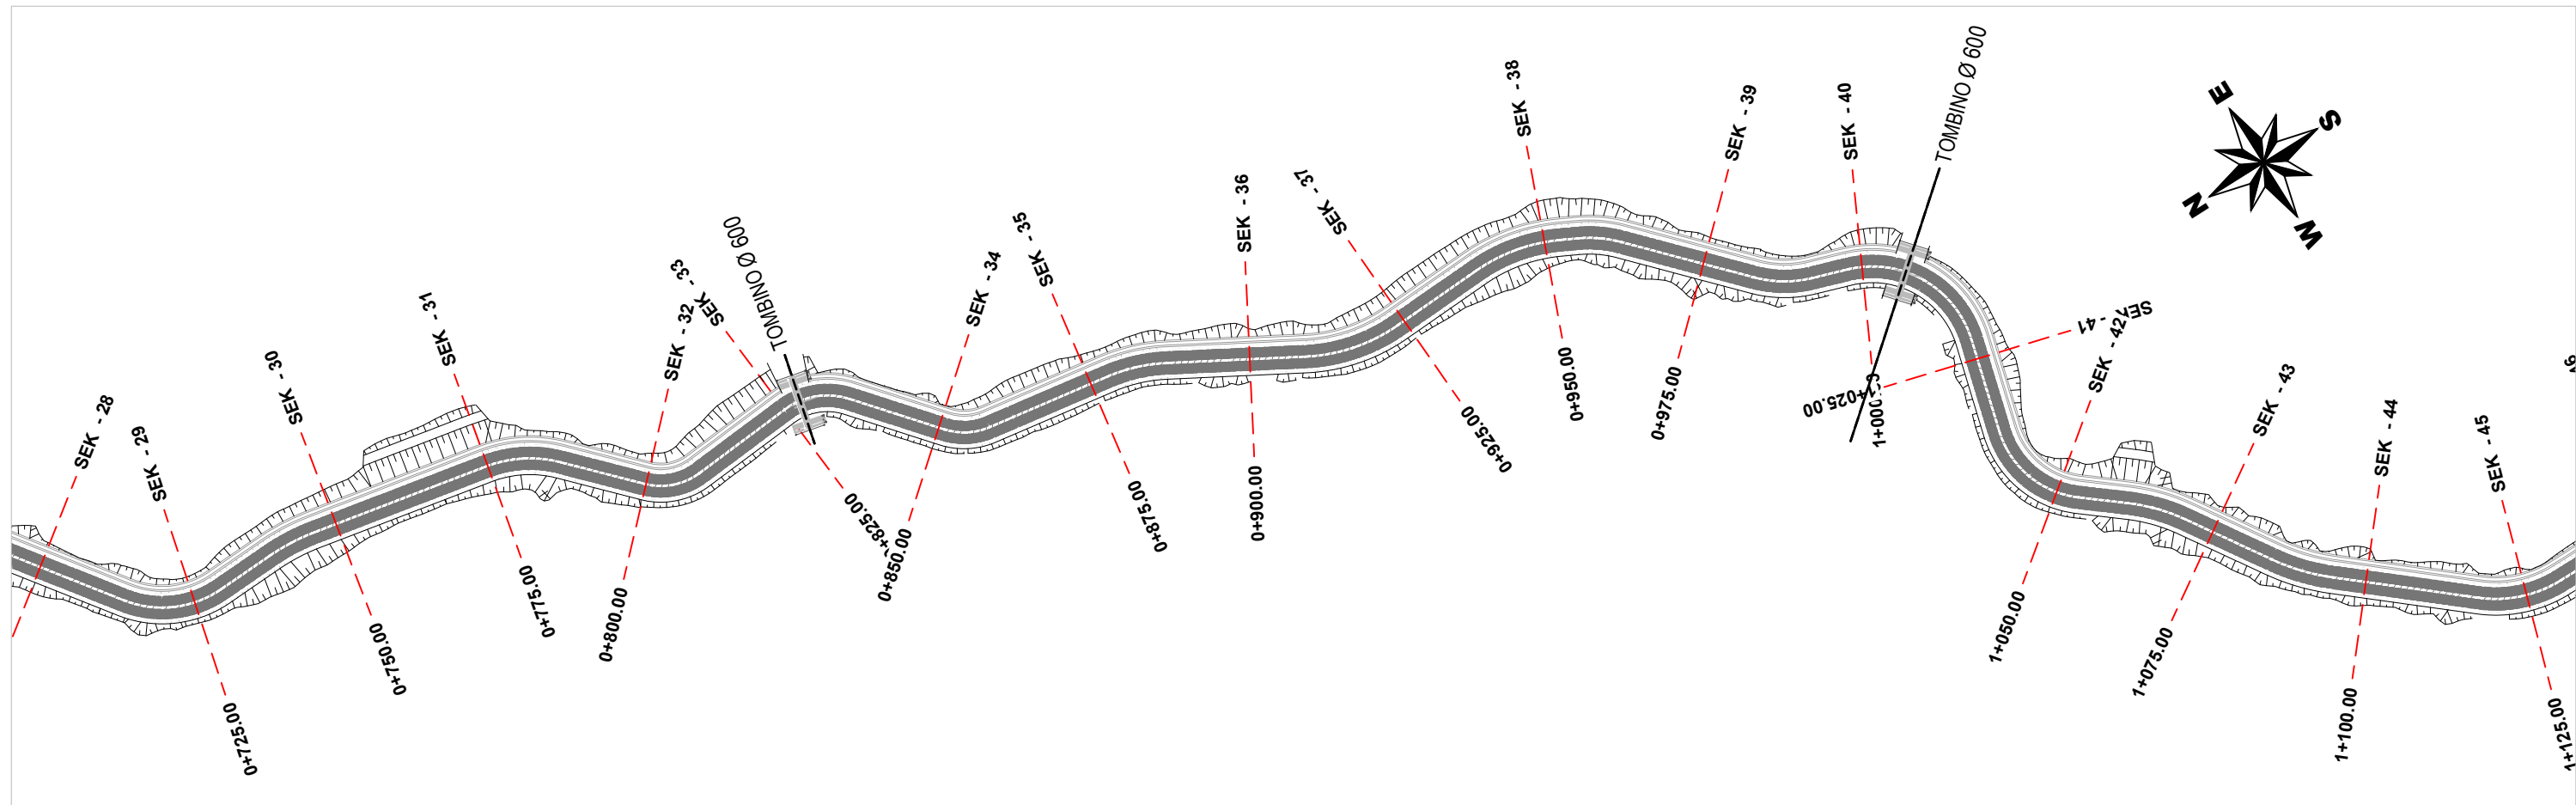 SEK - 28
SEK - 29
0+725.00
SEK - 30
0+750.00
SEK - 31
0+775.00
SEK - 32
0+800.00
SEK - 33
TOMBINO Ø 600
+825.00
SEK - 34
0+850.00
SEK - 35
0+875.00
SEK - 36
0+900.00
SEK - 37
0+925.00
SEK - 38
0+950.00
SEK - 39
0+975.00
SEK - 40
1+000
TOMBINO Ø 600
SEK - 41
1+025.00
SEK - 42
1+050.00
SEK - 43
1+075.00
SEK - 44
1+100.00
SEK - 45
1+125.00
E
S
N
W